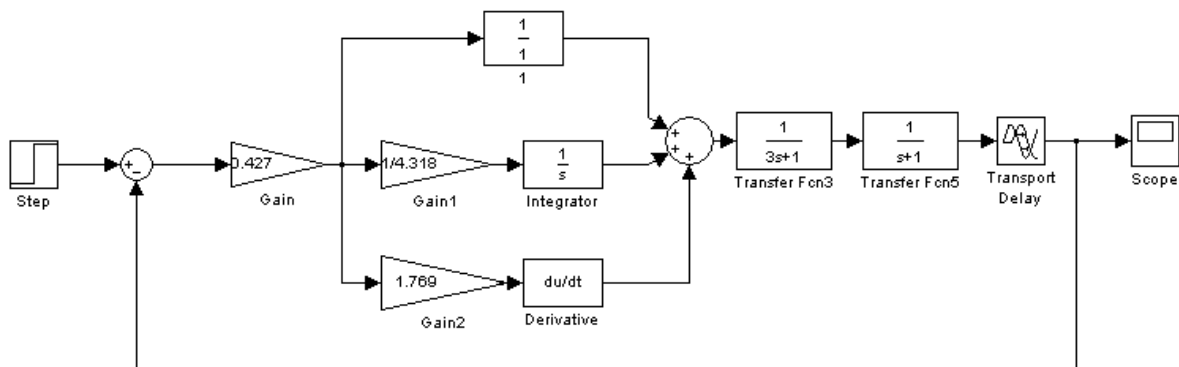 1
1
1
+
−
0.427
1/4.318
1
s
+
+
+
1
3s+1
1
s+1
Step
Gain
Gain1
Integrator
Transfer Fcn3
Transfer Fcn5
Transport
Delay
Scope
1.769
du/dt
Gain2
Derivative